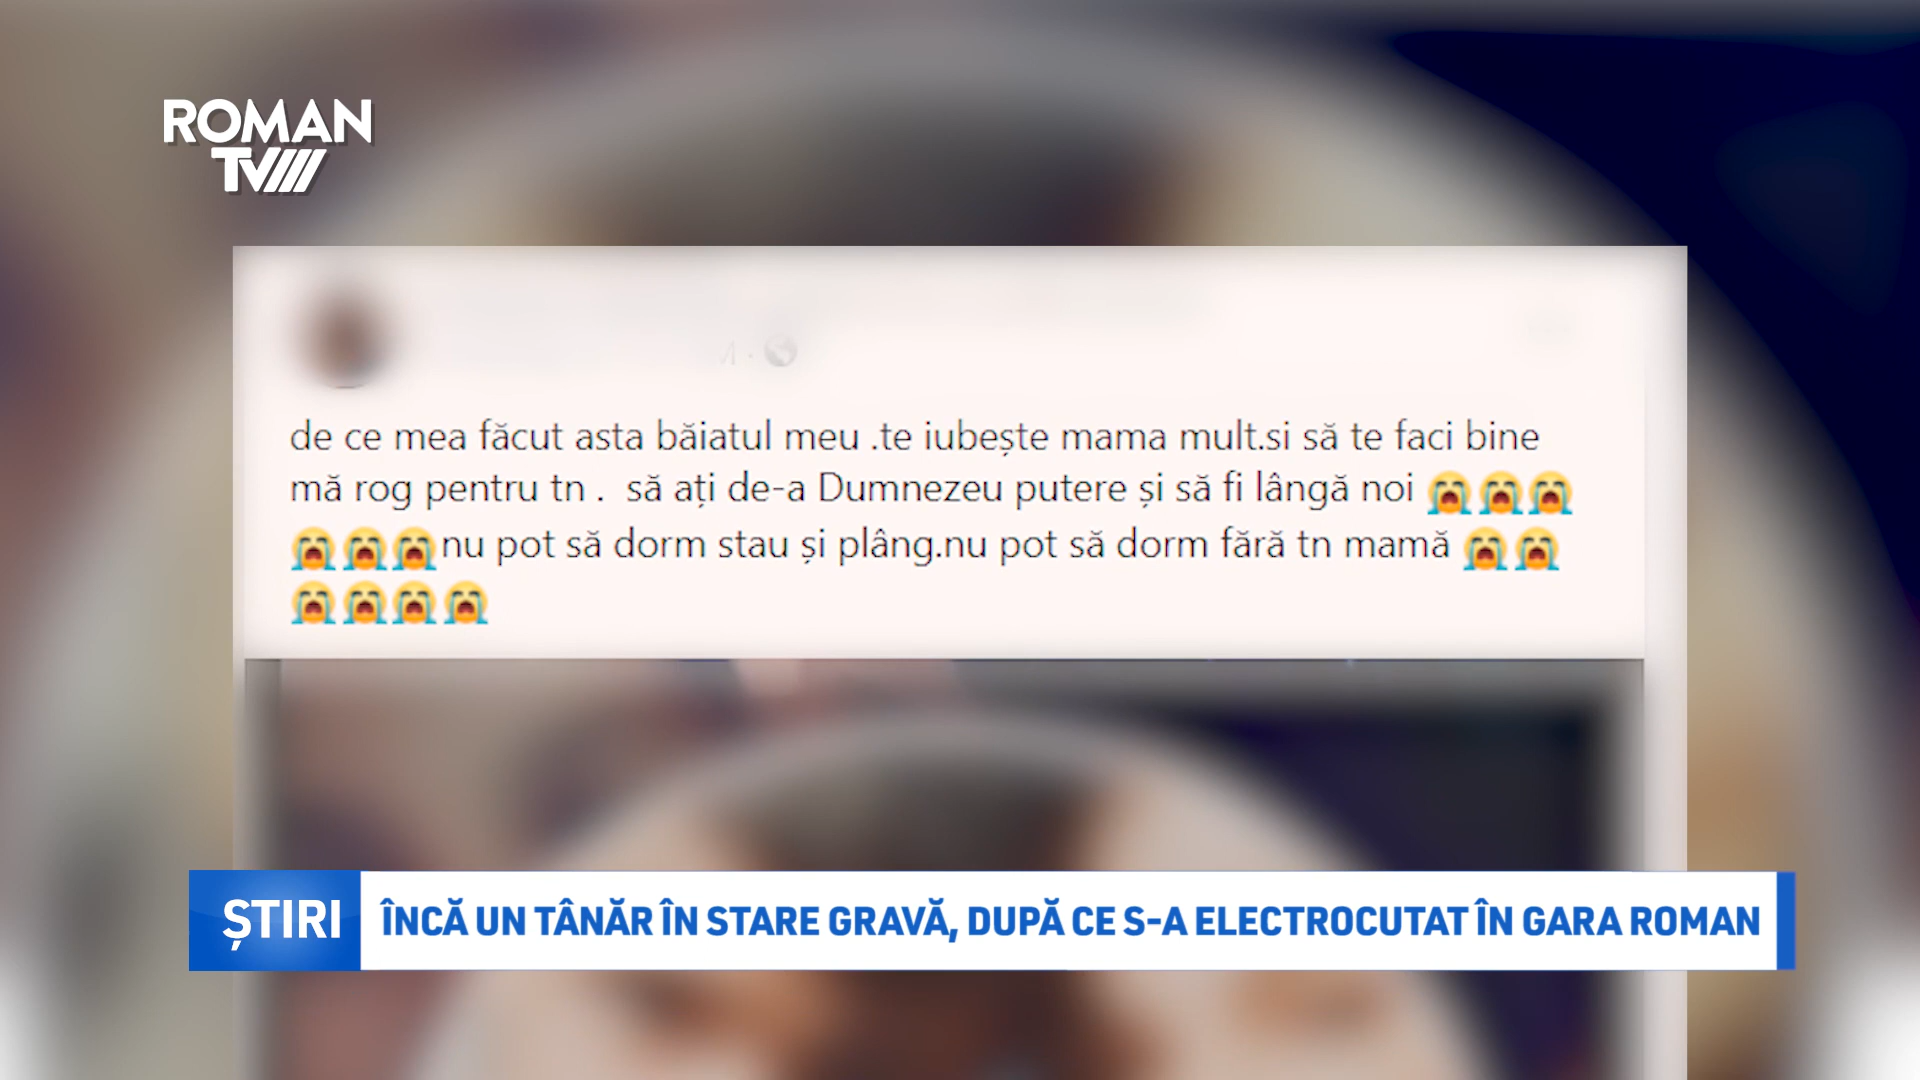 ROMAN
TV
de ce mea făcut asta băiatul meu .te iubește mama mult.si să te faci bine
mă rog pentru tn . să ați de-a Dumnezeu putere și să fi lângă noi 😭😭😭
😭😭😭nu pot să dorm stau și plâng.nu pot să dorm fără tn mamă 😭😭
😭😭😭😭
ȘTIRI ÎNCĂ UN TÂNĂR ÎN STARE GRAVĂ, DUPĂ CE S-A ELECTROCUTAT ÎN GARA ROMAN